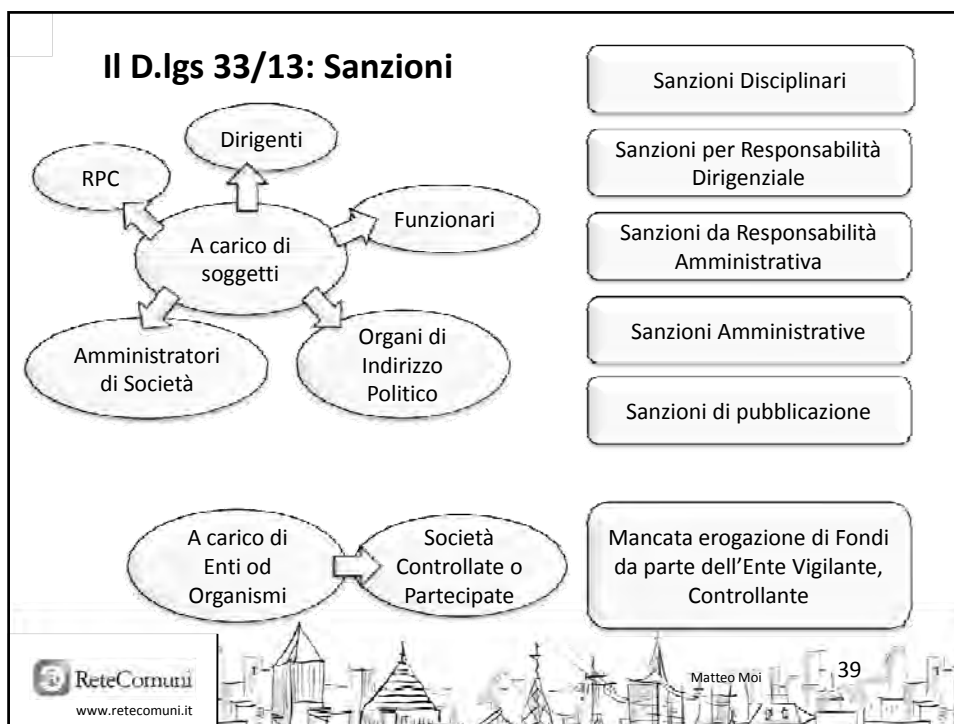 Il D.lgs 33/13: Sanzioni
Dirigenti
RPC
Funzionari
A carico di
soggetti
Amministratori
di Società
Organi di
Indirizzo
Politico
Sanzioni Disciplinari
Sanzioni per Responsabilità
Dirigenziale
Sanzioni da Responsabilità
Amministrativa
Sanzioni Amministrative
Sanzioni di pubblicazione
A carico di
Enti od
Organismi
Società
Controllate o
Partecipate
Mancata erogazione di Fondi
da parte dell'Ente Vigilante,
Controllante
ReteComuni
www.retecomuni.it
Matteo Moi
39